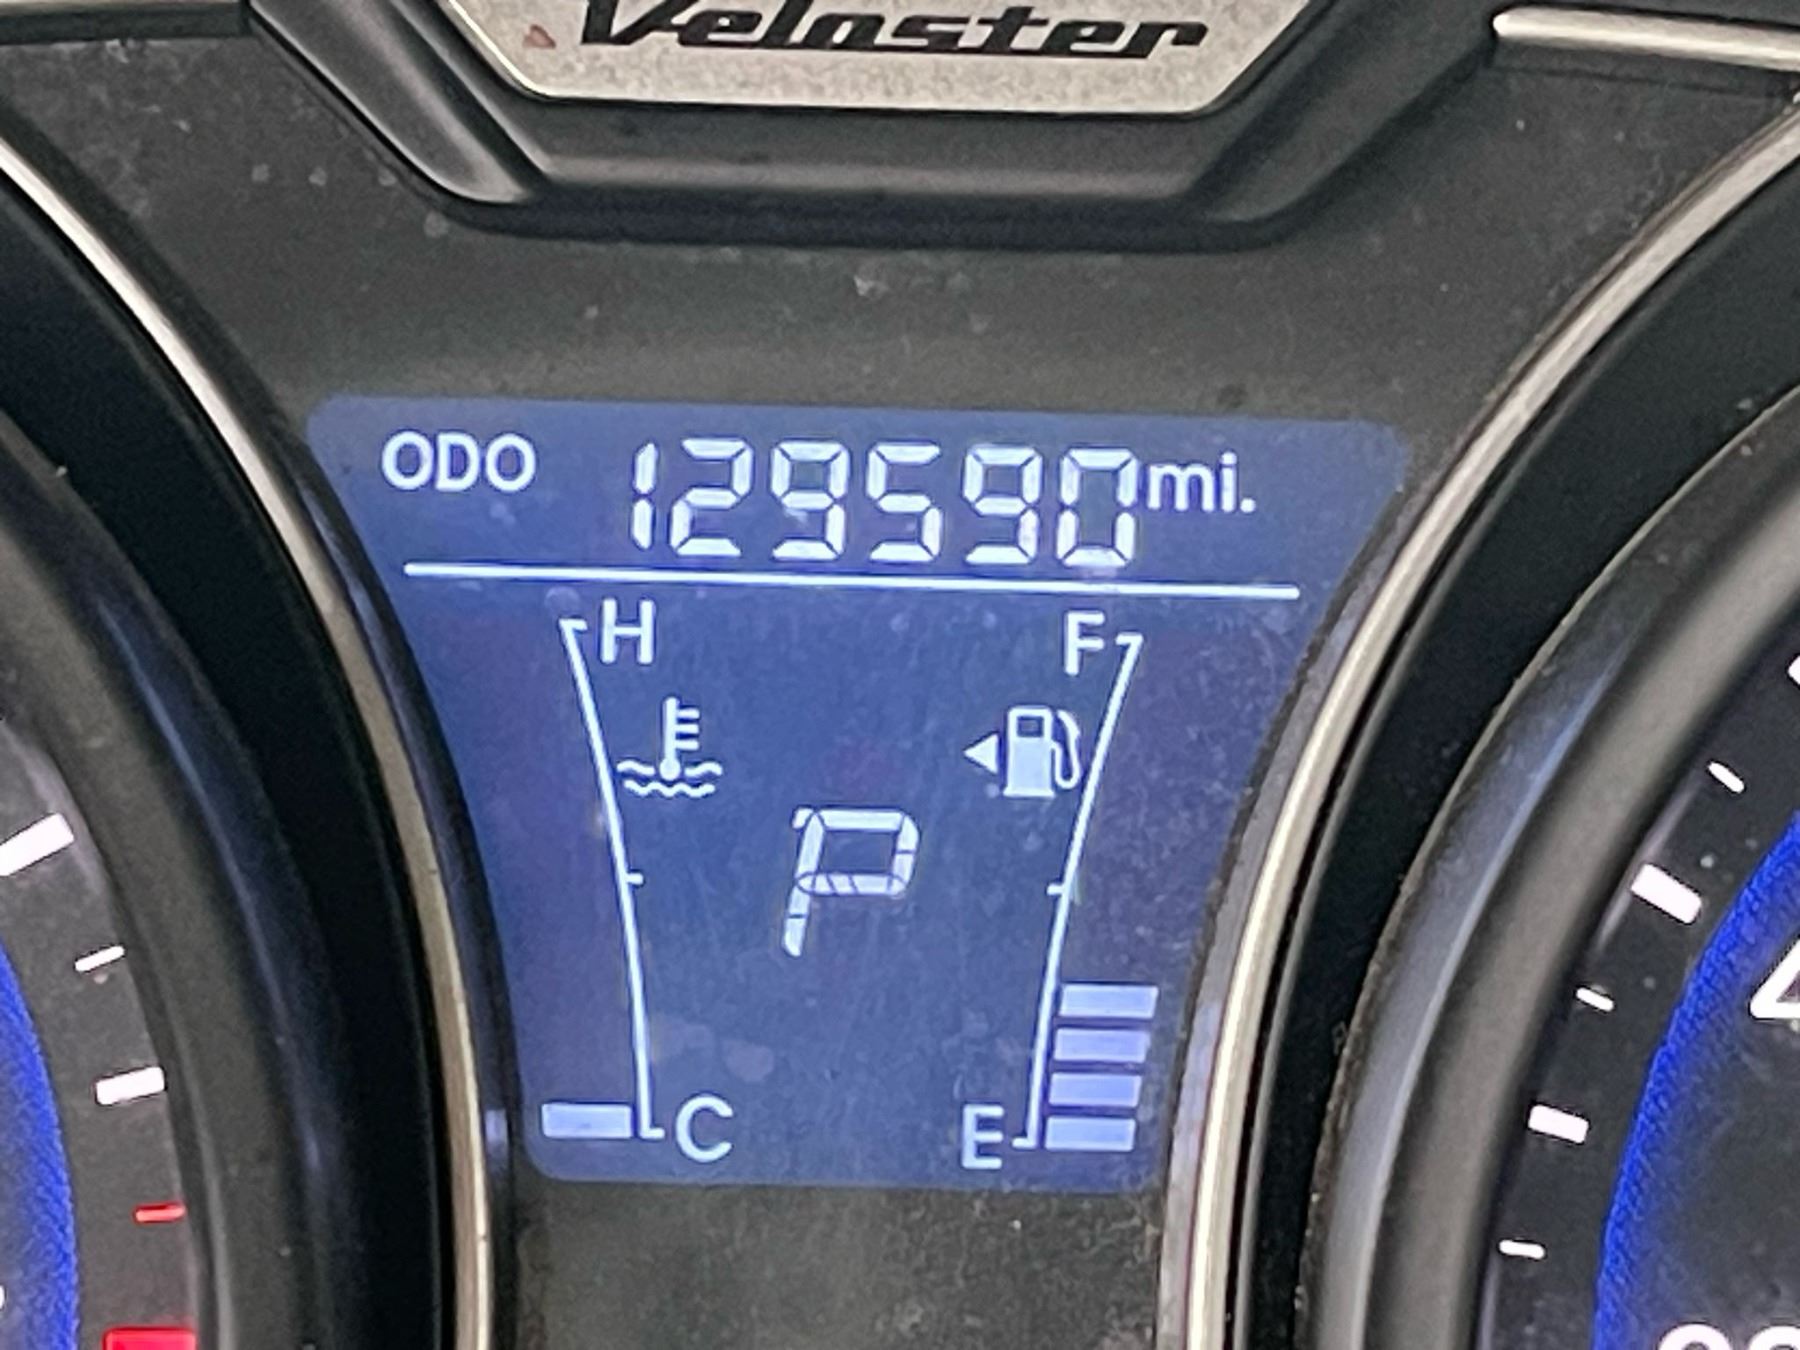 Veloster
ODO 129590 mi.
H F
P
C E